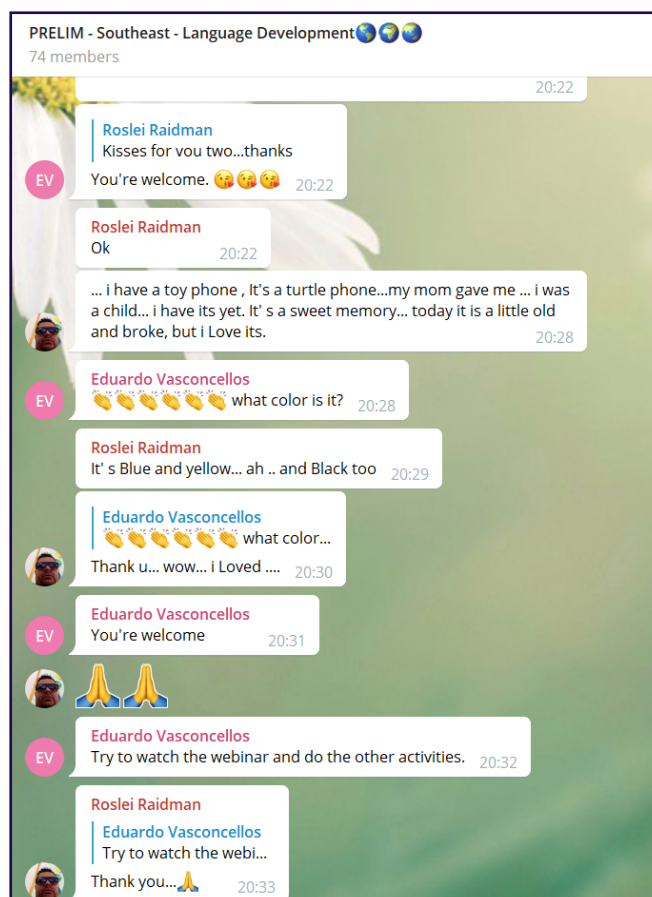 PRELIM - Southeast - Language Development🌎🌍🌏
74 members
20:22
Roslei Raidman
Kisses for you two...thanks
EV
You're welcome. 😘😘😘 20:22
Roslei Raidman
Ok 20:22
... i have a toy phone , It's a turtle phone...my mom gave me ... i was
a child... i have its yet. It' s a sweet memory... today it is a little old
and broke, but i Love its. 20:28
Eduardo Vasconcellos
EV
👏👏👏👏👏👏 what color is it? 20:28
Roslei Raidman
It' s Blue and yellow... ah .. and Black too 20:29
Eduardo Vasconcellos
👏👏👏👏👏👏 what color...
Thank u... wow... i Loved .... 20:30
Eduardo Vasconcellos
EV
You're welcome 20:31
🙏🙏
Eduardo Vasconcellos
EV
Try to watch the webinar and do the other activities. 20:32
Roslei Raidman
Eduardo Vasconcellos
Try to watch the webi...
Thank you...🙏 20:33